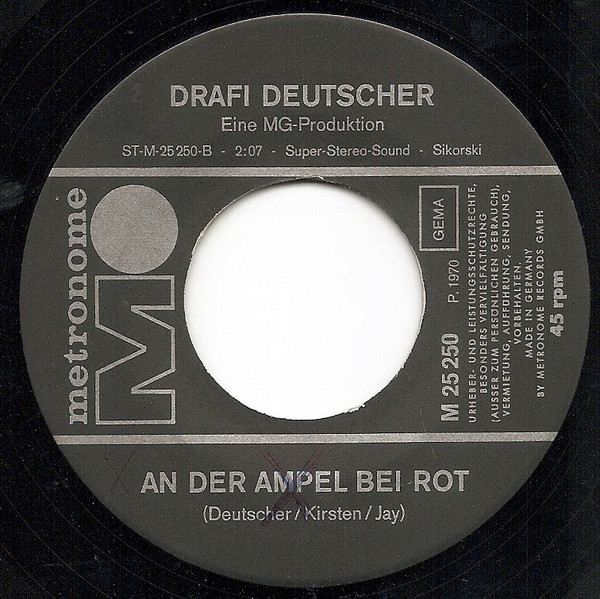 DRAFI DEUTSCHER
Eine MG-Produktion
ST-M-25 250-B - 2:07 - Super-Stereo-Sound - Sikorski
metronome
M
GEMA
P. 1970
M 25 250
URHEBER- UND LEISTUNGSSCHUTZRECHTE,
BESONDERS VERVIELFÄLTIGUNG
(AUSSER ZUM PERSÖNLICHEN GEBRAUCH),
VERMIETUNG, AUFFÜHRUNG, SENDUNG,
VORBEHALTEN.
MADE IN GERMANY
BY METRONOME RECORDS GMBH
45 rpm
AN DER AMPEL BEI ROT
(Deutscher / Kirsten / Jay)